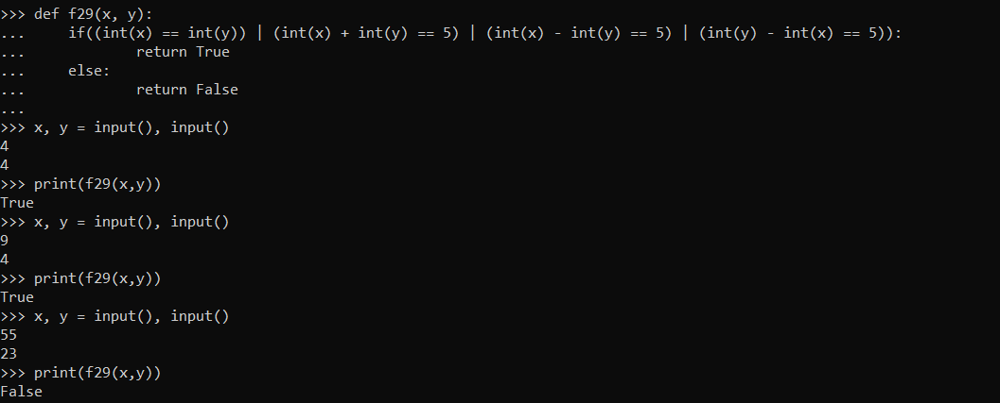 >>> def f29(x, y):
...     if((int(x) == int(y)) | (int(x) + int(y) == 5) | (int(x) - int(y) == 5) | (int(y) - int(x) == 5)):
...             return True
...     else:
...             return False
...
>>> x, y = input(), input()
4
4
>>> print(f29(x,y))
True
>>> x, y = input(), input()
9
4
>>> print(f29(x,y))
True
>>> x, y = input(), input()
55
23
>>> print(f29(x,y))
False